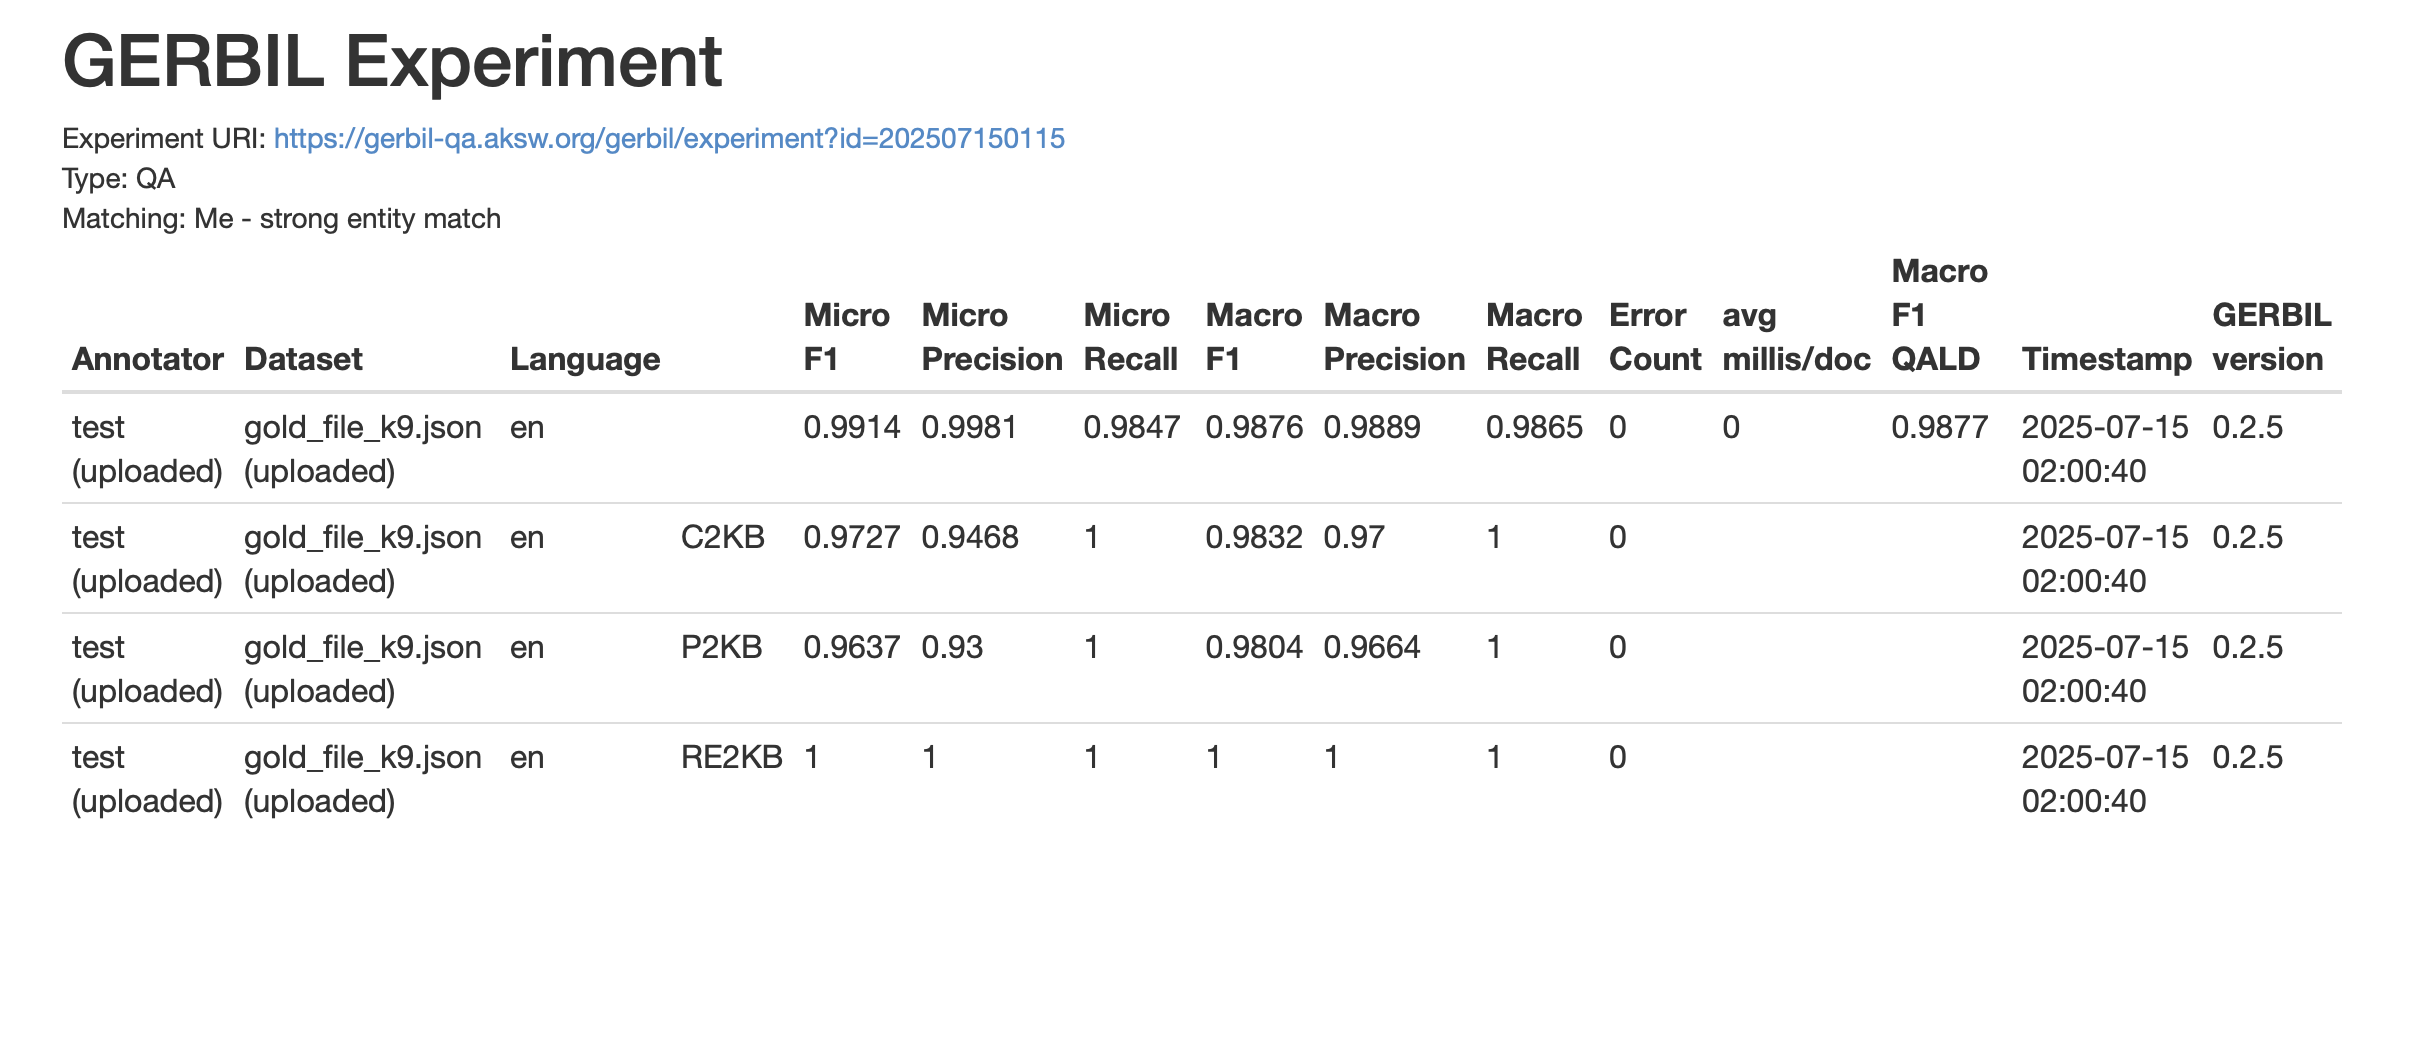 GERBIL Experiment
Experiment URI: https://gerbil-qa.aksw.org/gerbil/experiment?id=202507150115
Type: QA
Matching: Me - strong entity match
Annotator Dataset Language Micro F1 Micro Precision Micro Recall Macro F1 Macro Precision Macro Recall Error Count avg millis/doc Macro F1 QALD Timestamp GERBIL version
test (uploaded) gold_file_k9.json (uploaded) en 0.9914 0.9981 0.9847 0.9876 0.9889 0.9865 0 0 0.9877 2025-07-15 02:00:40 0.2.5
test (uploaded) gold_file_k9.json (uploaded) en C2KB 0.9727 0.9468 1 0.9832 0.97 1 0 2025-07-15 02:00:40 0.2.5
test (uploaded) gold_file_k9.json (uploaded) en P2KB 0.9637 0.93 1 0.9804 0.9664 1 0 2025-07-15 02:00:40 0.2.5
test (uploaded) gold_file_k9.json (uploaded) en RE2KB 1 1 1 1 1 1 0 2025-07-15 02:00:40 0.2.5